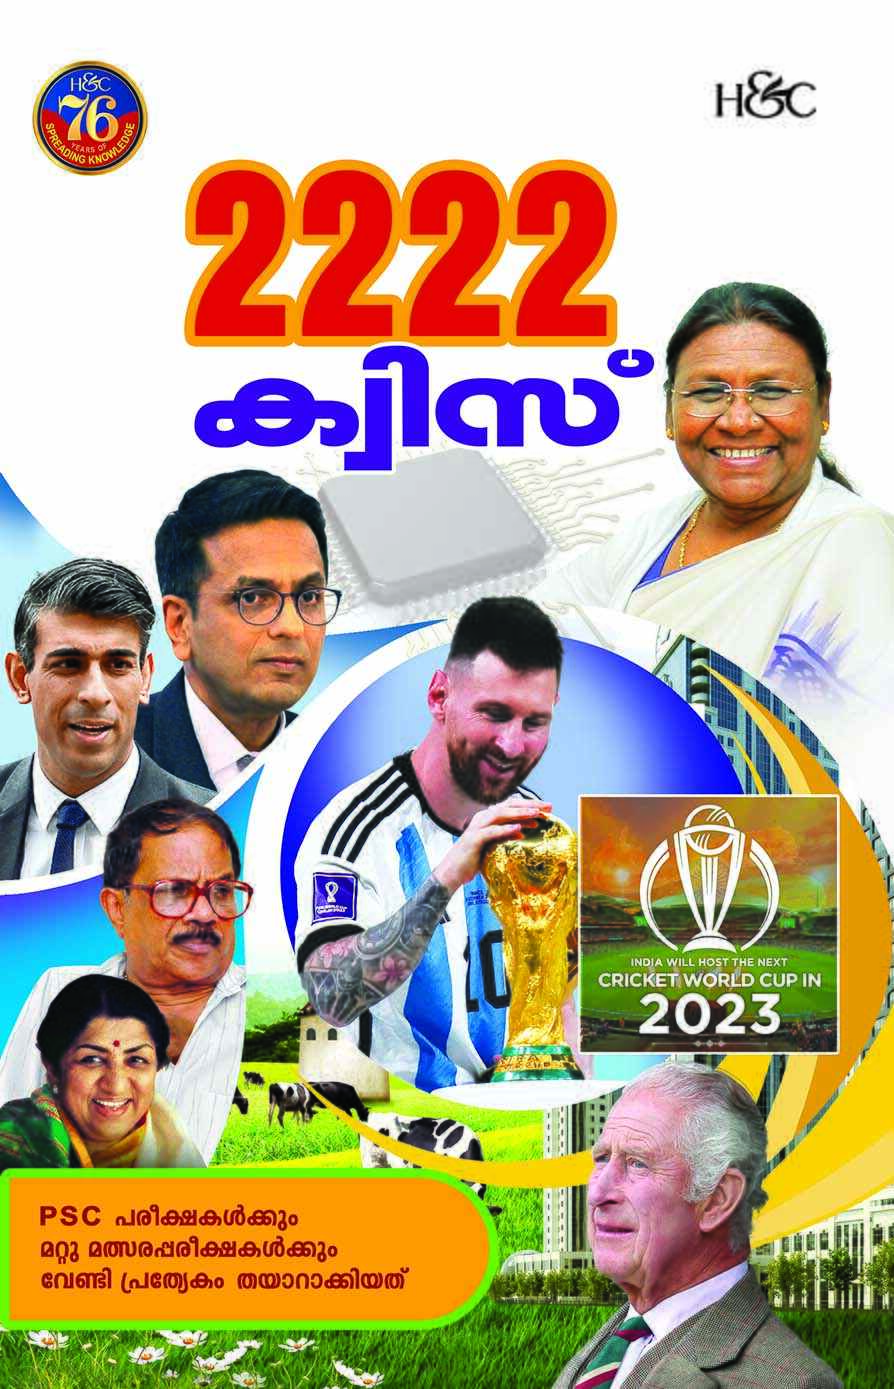 H&C
76
YEARS OF
SPREADING KNOWLEDGE
H&C
2222
ക്വിസ്
10
INDIA WILL HOST THE NEXT
CRICKET WORLD CUP IN
2023
PSC പരീക്ഷകൾക്കും
മറ്റു മത്സരപ്പരീക്ഷകൾക്കും
വേണ്ടി പ്രത്യേകം തയാറാക്കിയത്